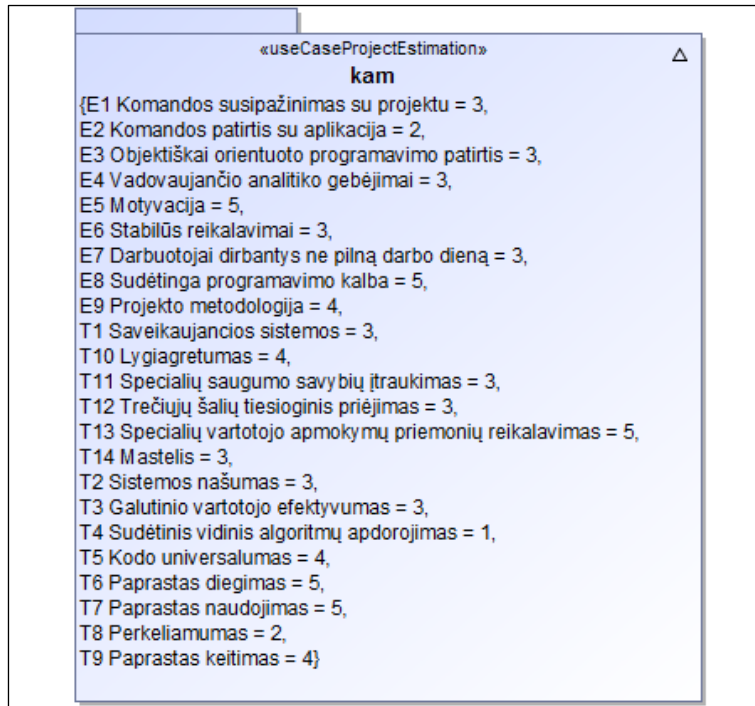 «useCaseProjectEstimation»
kam
{E1 Komandos susipažinimas su projektu = 3,
E2 Komandos patirtis su aplikacija = 2,
E3 Objektiškai orientuoto programavimo patirtis = 3,
E4 Vadovaujančio analitiko gebėjimai = 3,
E5 Motyvacija = 5,
E6 Stabilūs reikalavimai = 3,
E7 Darbuotojai dirbantys ne pilną darbo dieną = 3,
E8 Sudėtinga programavimo kalba = 5,
E9 Projekto metodologija = 4,
T1 Saveikaujancios sistemos = 3,
T10 Lygiagretumas = 4,
T11 Specialių saugumo savybių įtraukimas = 3,
T12 Trečiųjų šalių tiesioginis priėjimas = 3,
T13 Specialių vartotojo apmokymų priemonių reikalavimas = 5,
T14 Mastelis = 3,
T2 Sistemos našumas = 3,
T3 Galutinio vartotojo efektyvumas = 3,
T4 Sudėtinis vidinis algoritmų apdorojimas = 1,
T5 Kodo universalumas = 4,
T6 Paprastas diegimas = 5,
T7 Paprastas naudojimas = 5,
T8 Perkeliamumas = 2,
T9 Paprastas keitimas = 4}